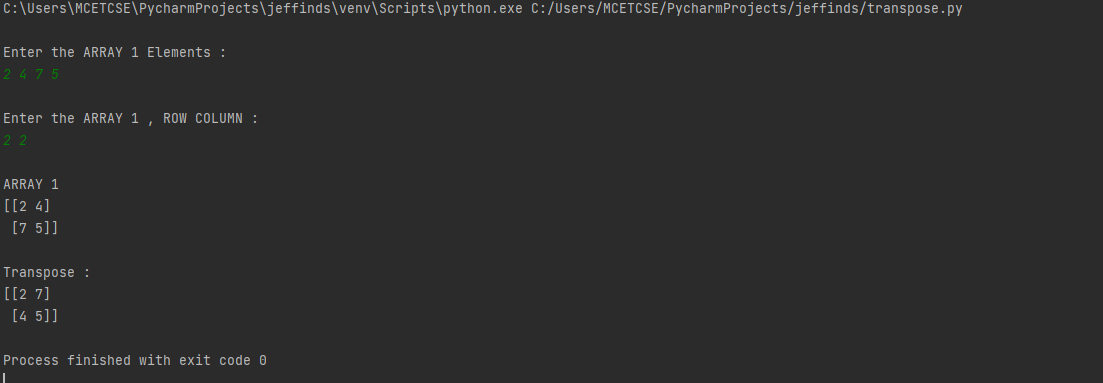 C:\Users\MCETCSE\PycharmProjects\jeffinds\venv\Scripts\python.exe C:/Users/MCETCSE/PycharmProjects/jeffinds/transpose.py
Enter the ARRAY 1 Elements :
2 4 7 5
Enter the ARRAY 1 , ROW COLUMN :
2 2
ARRAY 1
[[2 4]
 [7 5]]
Transpose :
[[2 7]
 [4 5]]
Process finished with exit code 0